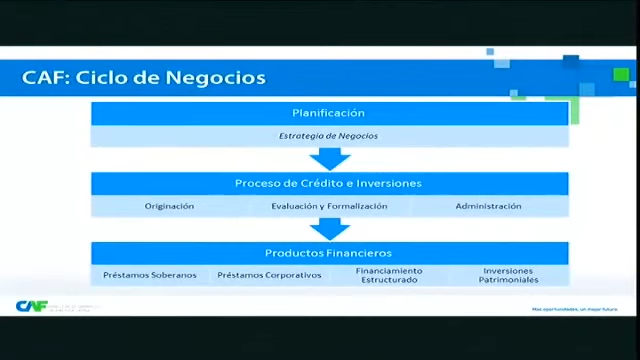 CAF: Ciclo de Negocios
Planificación
Estrategia de Negocios
Proceso de Crédito e Inversiones
Originación
Evaluación y Formalización
Administración
Productos Financieros
Préstamos Soberanos
Préstamos Corporativos
Financiamiento
Estructurado
Inversiones
Patrimoniales
CAF
Más oportunidades, un mejor futuro.